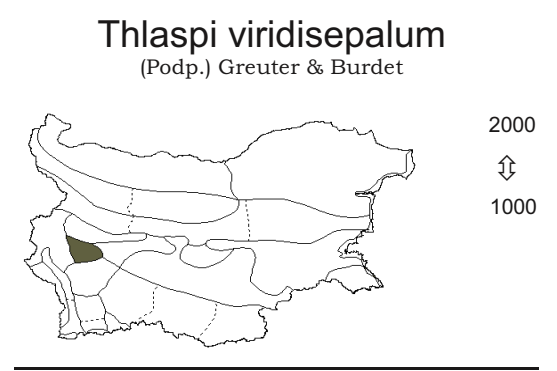 Thlaspi viridisepalum
(Podp.) Greuter & Burdet
2000
⇕
1000